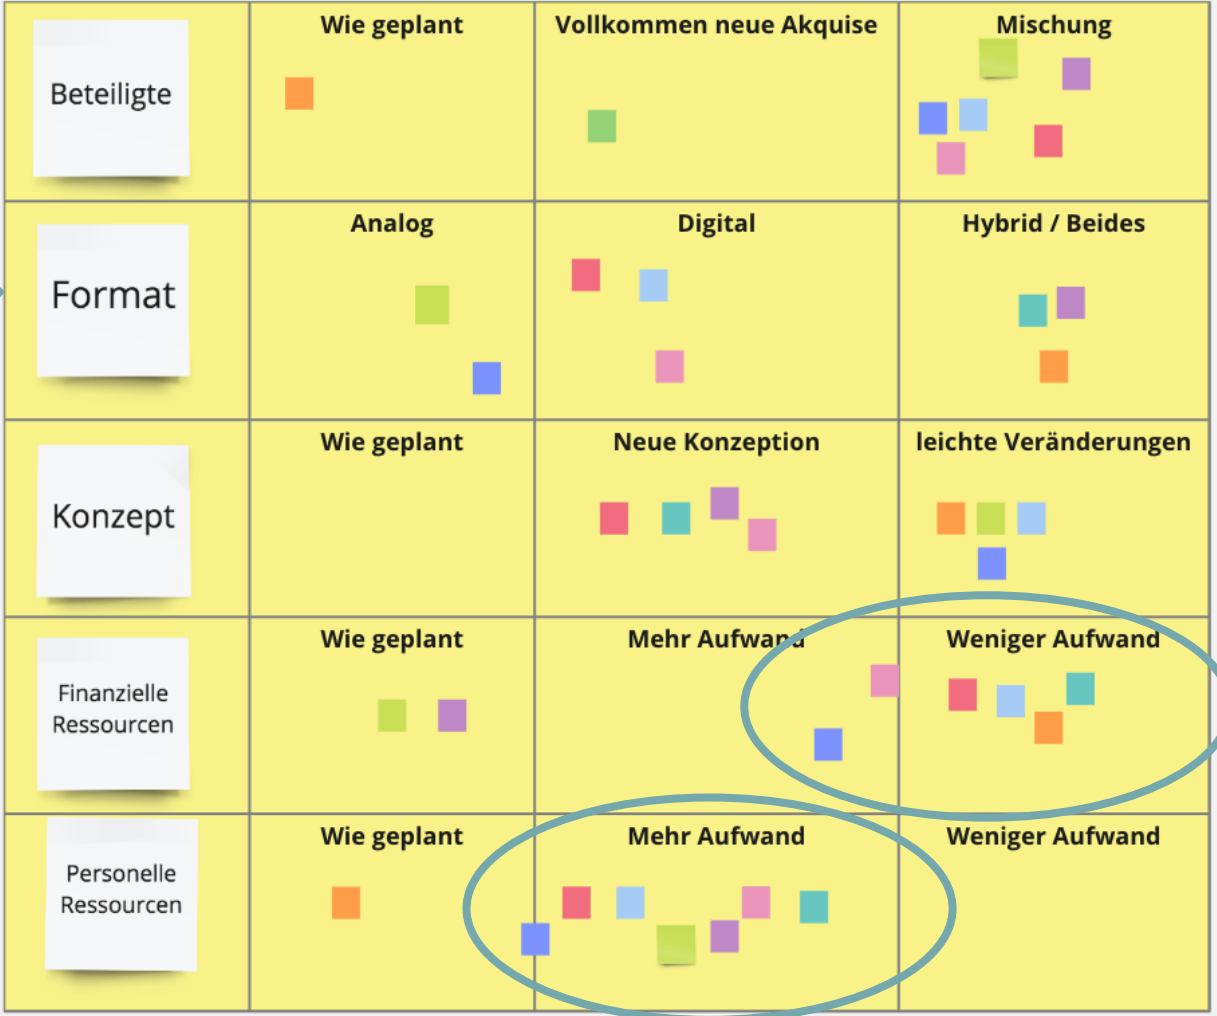 Beteiligte
Wie geplant
Vollkommen neue Akquise
Mischung
Format
Analog
Digital
Hybrid / Beides
Konzept
Wie geplant
Neue Konzeption
leichte Veränderungen
Finanzielle
Ressourcen
Wie geplant
Mehr Aufwand
Weniger Aufwand
Personelle
Ressourcen
Wie geplant
Mehr Aufwand
Weniger Aufwand